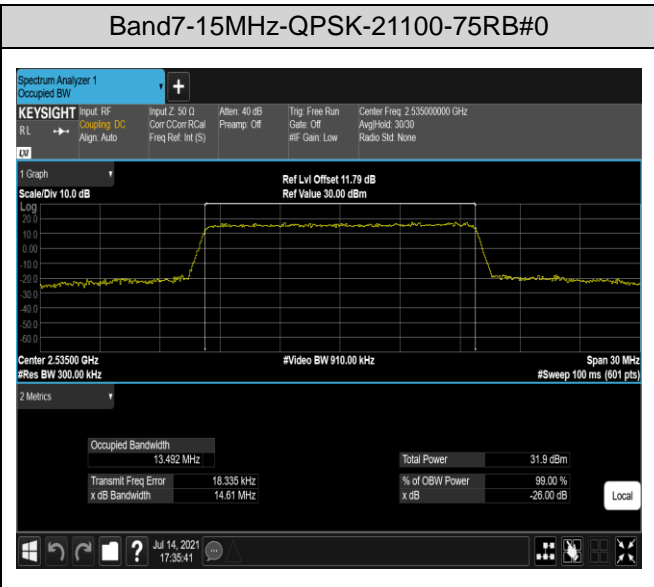 Band7-15MHz-QPSK-21100-75RB#0
Spectrum Analyzer 1
Occupied BW
KEYSIGHT Input: RF Input Z: 50 Ω Atten: 40 dB Trig: Free Run Center Freq: 2.535000000 GHz
RL Coupling: DC Corr CCorr RCal Preamp: Off Gate: Off Avg|Hold: 30/30
Align: Auto Freq Ref: Int (S) #IF Gain: Low Radio Std: None
LXI
1 Graph
Ref Lvl Offset 11.79 dB
Scale/Div 10.0 dB Ref Value 30.00 dBm
Log
20.0
10.0
0.00
-10.0
-20.0
-30.0
-40.0
-50.0
-60.0
Center 2.53500 GHz #Video BW 910.00 kHz Span 30 MHz
#Res BW 300.00 kHz #Sweep 100 ms (601 pts)
2 Metrics
Occupied Bandwidth
13.492 MHz Total Power 31.9 dBm
Transmit Freq Error 18.335 kHz % of OBW Power 99.00 %
x dB Bandwidth 14.61 MHz x dB -26.00 dB
Local
? Jul 14, 2021
17:35:41